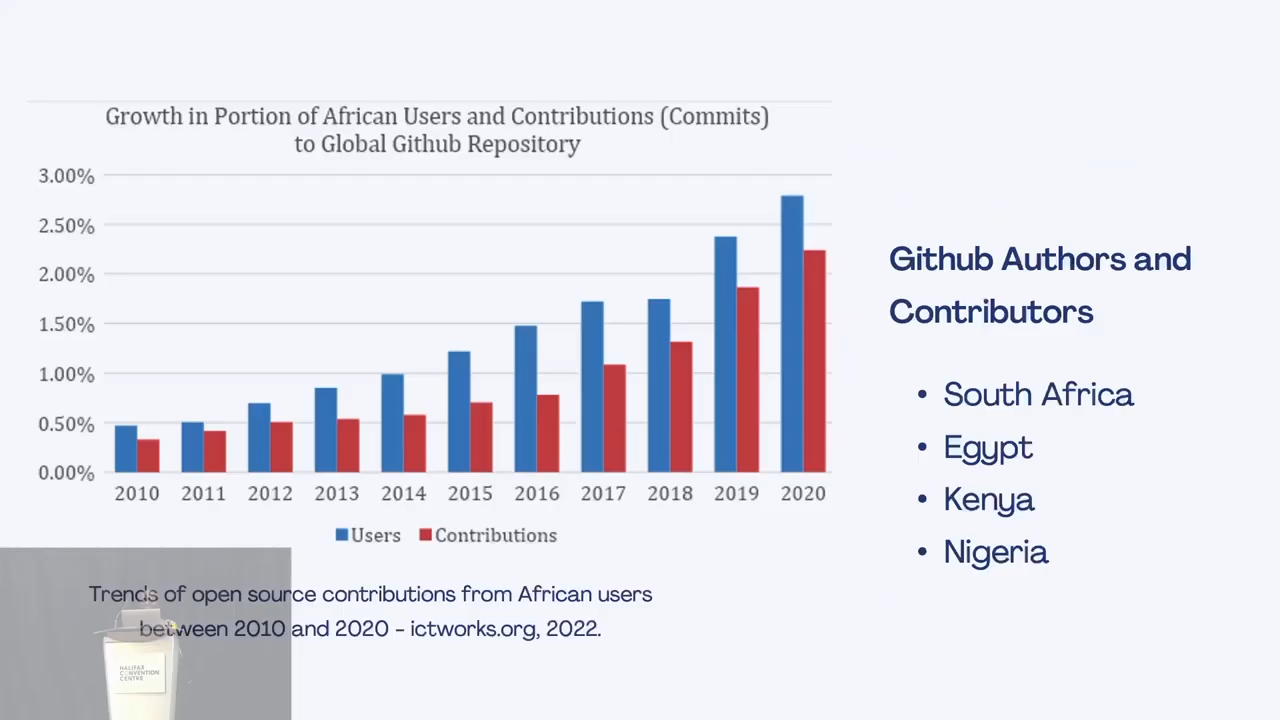 Growth in Portion of African Users and Contributions (Commits)
to Global Github Repository
3.00%
2.50%
2.00%
1.50%
1.00%
0.50%
0.00%
2010 2011 2012 2013 2014 2015 2016 2017 2018 2019 2020
Users Contributions
Trends of open source contributions from African users
between 2010 and 2020 - ictworks.org, 2022.
Github Authors and
Contributors
• South Africa
• Egypt
• Kenya
• Nigeria
HALIFAX
CONVENTION
CENTRE